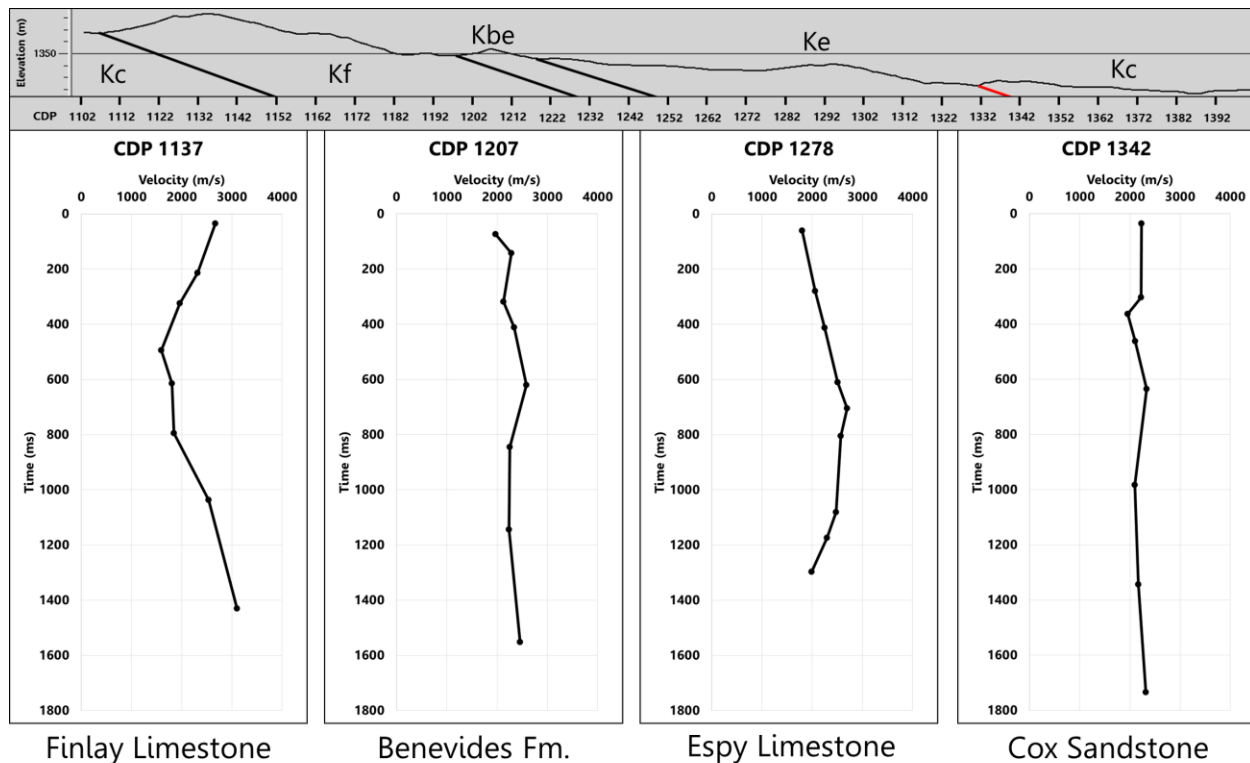 Elevation (m)
1350
Kc
Kf
Kbe
Ke
Kc
CDP 1102 1112 1122 1132 1142 1152 1162 1172 1182 1192 1202 1212 1222 1232 1242 1252 1262 1272 1282 1292 1302 1312 1322 1332 1342 1352 1362 1372 1382 1392
CDP 1137
Velocity (m/s)
0 1000 2000 3000 4000
0
200
400
600
800
1000
1200
1400
1600
1800
Time (ms)
Finlay Limestone
CDP 1207
Velocity (m/s)
0 1000 2000 3000 4000
0
200
400
600
800
1000
1200
1400
1600
1800
Time (ms)
Benevides Fm.
CDP 1278
Velocity (m/s)
0 1000 2000 3000 4000
0
200
400
600
800
1000
1200
1400
1600
1800
Time (ms)
Espy Limestone
CDP 1342
Velocity (m/s)
0 1000 2000 3000 4000
0
200
400
600
800
1000
1200
1400
1600
1800
Time (ms)
Cox Sandstone